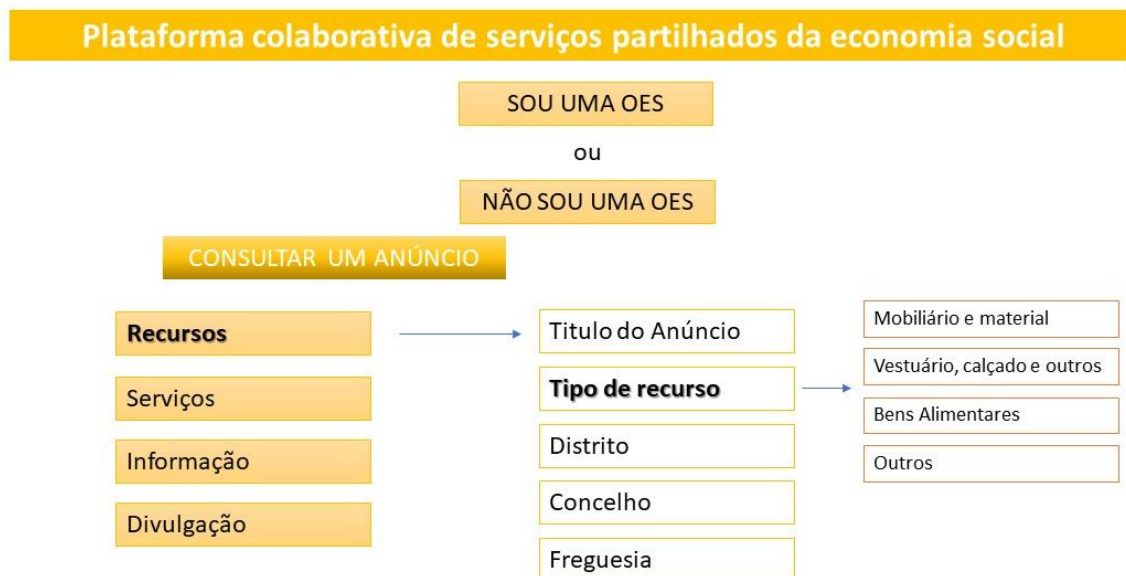 Plataforma colaborativa de serviços partilhados da economia social
SOU UMA OES
ou
NÃO SOU UMA OES
CONSULTAR UM ANÚNCIO
Recursos
Serviços
Informação
Divulgação
Titulo do Anúncio
Tipo de recurso
Distrito
Concelho
Freguesia
Mobiliário e material
Vestuário, calçado e outros
Bens Alimentares
Outros